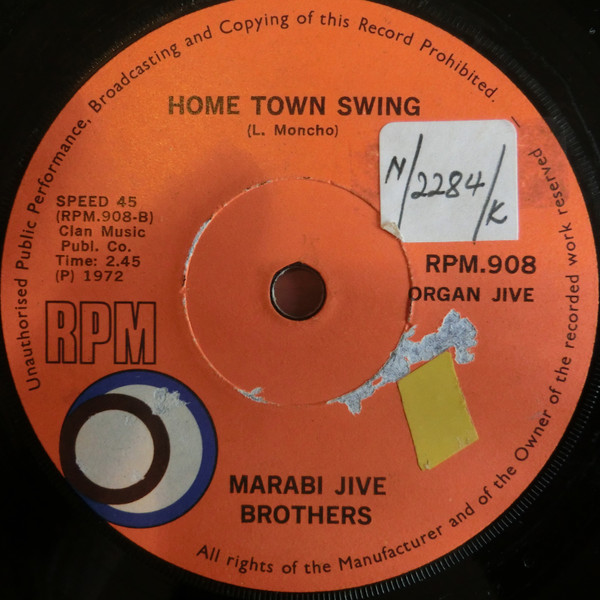 Unauthorised Public Performance, Broadcasting and Copying of this Record Prohibited.
HOME TOWN SWING
(L. Moncho)
N/2284/K
SPEED 45
(RPM.908-B)
Clan Music
Publ. Co.
Time: 2.45
(P) 1972
RPM.908
ORGAN JIVE
RPM
MARABI JIVE
BROTHERS
All rights of the Manufacturer and of the Owner of the recorded work reserved